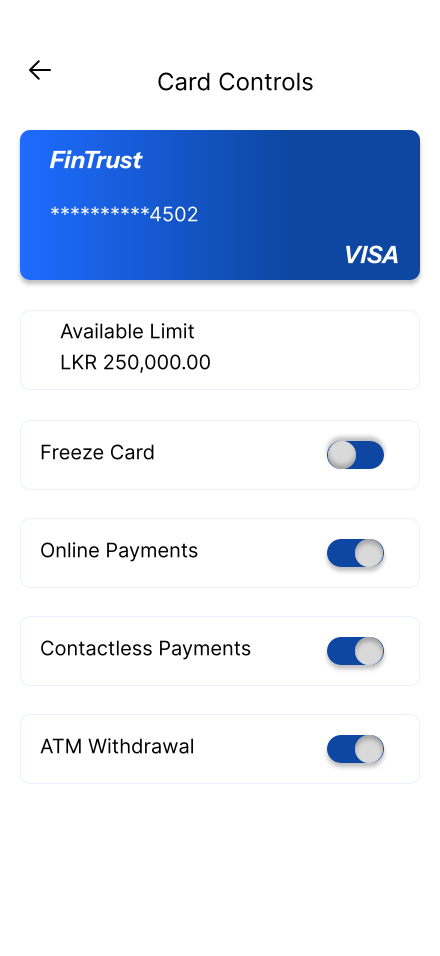 Card Controls
FinTrust
**********4502
VISA
Available Limit
LKR 250,000.00
Freeze Card
Online Payments
Contactless Payments
ATM Withdrawal